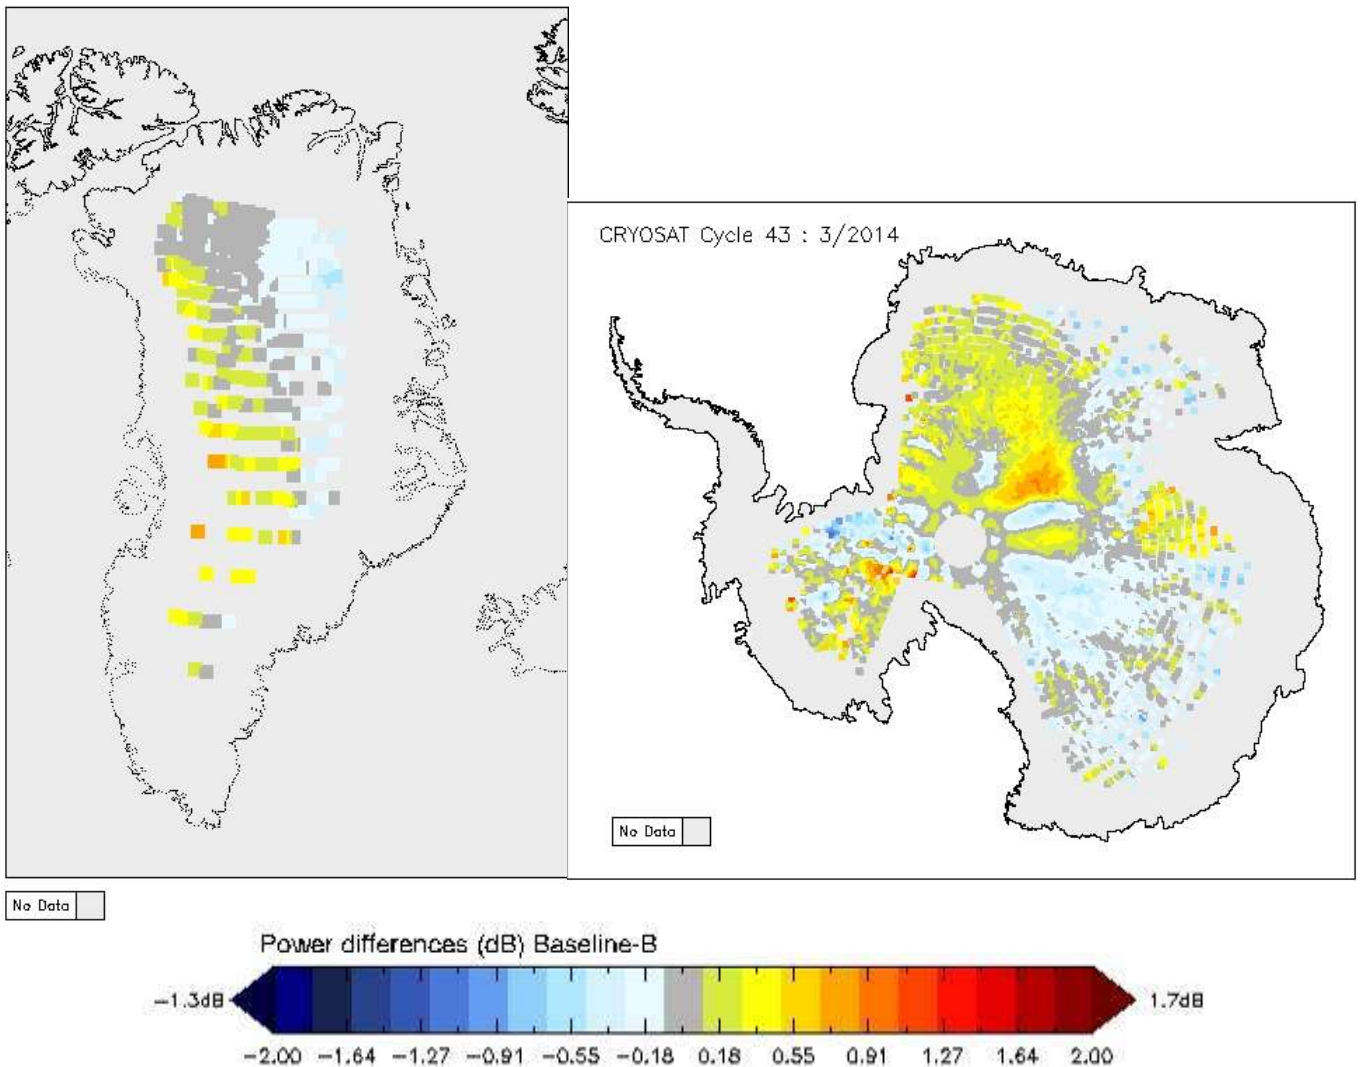 CRYOSAT Cycle 43 : 3/2014
No Data
No Data
Power differences (dB) Baseline-B
-1.3dB
1.7dB
-2.00 -1.64 -1.27 -0.91 -0.55 -0.18 0.18 0.55 0.91 1.27 1.64 2.00